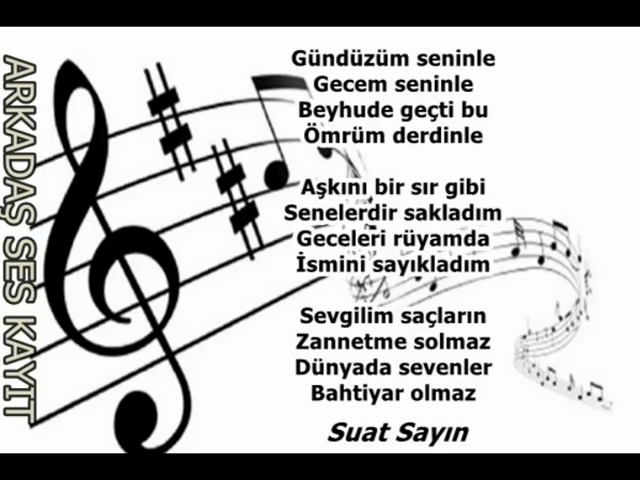 ARKADAŞ SES KAYIT
Gündüzüm seninle
Gecem seninle
Beyhude geçti bu
Ömrüm derdinle
Aşkını bir sır gibi
Senelerdir sakladım
Geceleri rüyamda
İsmini sayıkladım
Sevgilim saçların
Zannetme solmaz
Dünyada sevenler
Bahtiyar olmaz
Suat Sayın